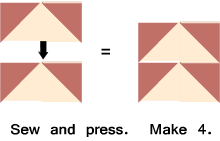 =
Sew and press. Make 4.